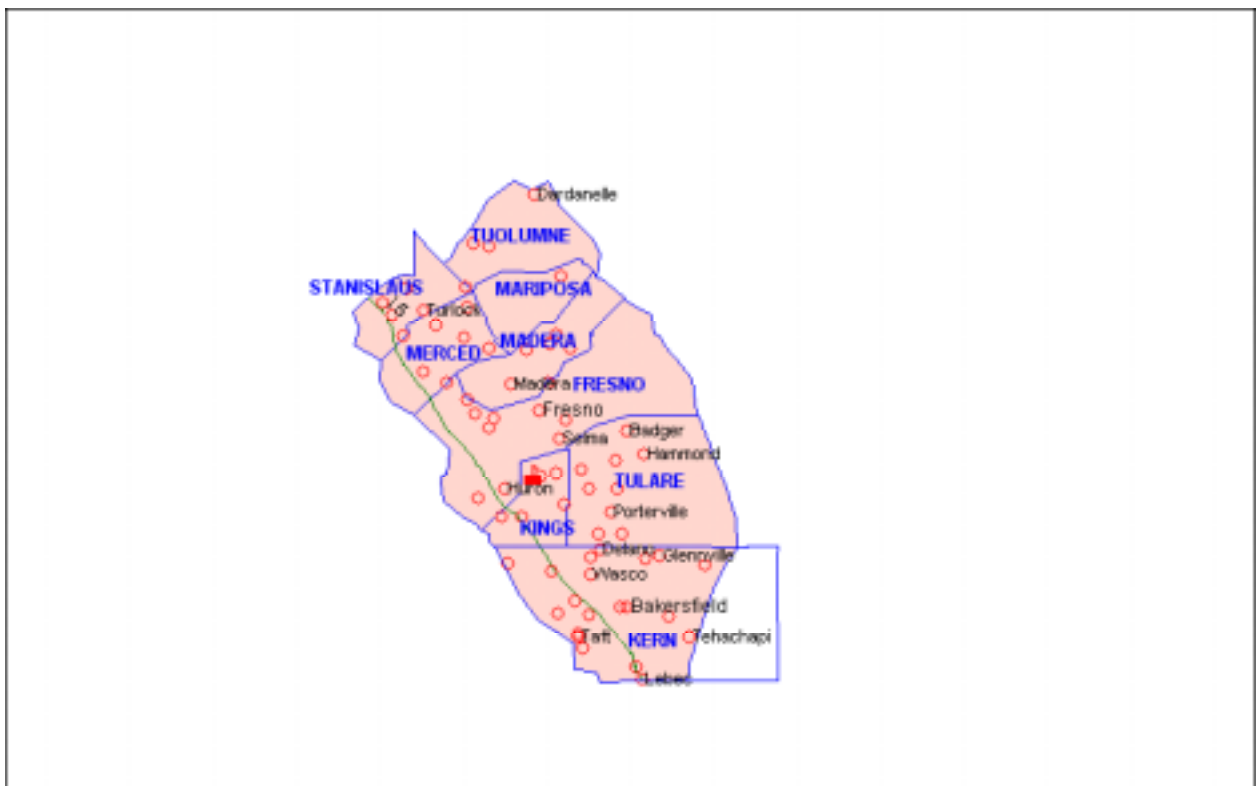 Dardanelle
TUOLUMNE
STANISLAUS
MARIPOSA
Turlock
MADERA
MERCED
Madera
FRESNO
Fresno
Badger
Selma
Hammond
TULARE
Huron
Porterville
KINGS
Delano
Glennville
Wasco
Bakersfield
Taft
KERN
Tehachapi
Lebec